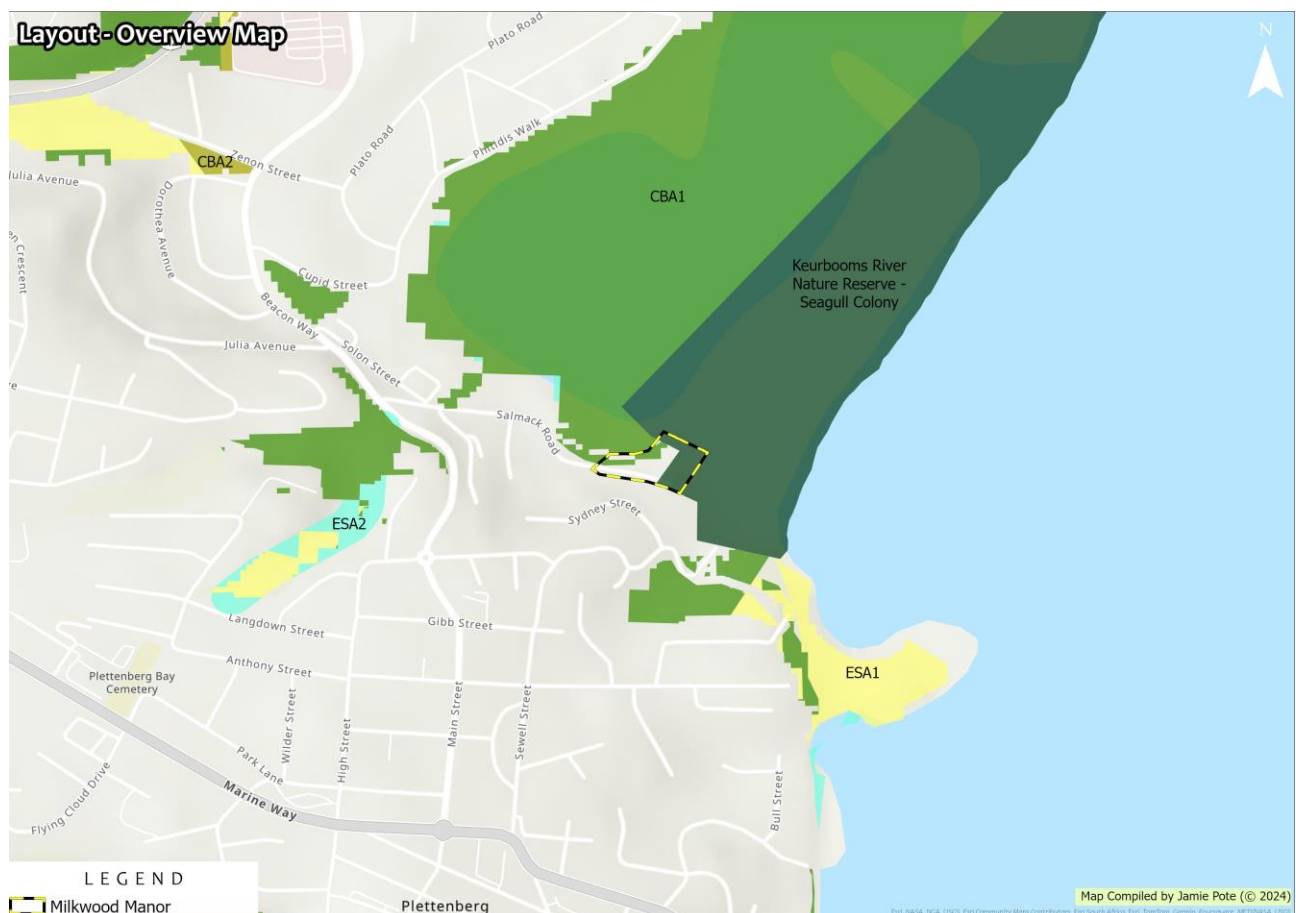 Layout - Overview Map
N
Plato Road
Phitidis Walk
Plato Road
CBA2
Zenon Street
Julia Avenue
Dorothea Avenue
CBA1
Crescent
Cupid Street
Keurbooms River
Nature Reserve -
Seagull Colony
Beacon Way
Julia Avenue
Solon Street
Salmack Road
Sydney Street
ESA2
Langdown Street
Gibb Street
Anthony Street
ESA1
Plettenberg Bay
Cemetery
Wilder Street
High Street
Main Street
Sewell Street
Park Lane
Bull Street
Flying Cloud Drive
Marine Way
LEGEND
Milkwood Manor
Plettenberg
Map Compiled by Jamie Pote (© 2024)